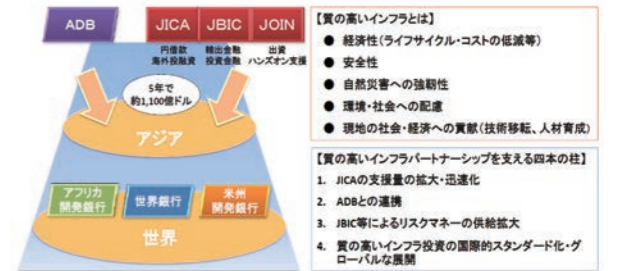 ADB
JICA
JBIC
JOIN
円借款
海外投融資
輸出金融
投資金融
出資
ハンズオン支援
5年で
約1,100億ドル
アジア
アフリカ
開発銀行
世界銀行
米州
開発銀行
世界
【質の高いインフラとは】
● 経済性（ライフサイクル・コストの低減等）
● 安全性
● 自然災害への強靭性
● 環境・社会への配慮
● 現地の社会・経済への貢献（技術移転、人材育成）
【質の高いインフラパートナーシップを支える四本の柱】
1. JICAの支援量の拡大・迅速化
2. ADBとの連携
3. JBIC等によるリスクマネーの供給拡大
4. 質の高いインフラ投資の国際的スタンダード化・グ
ローバルな展開